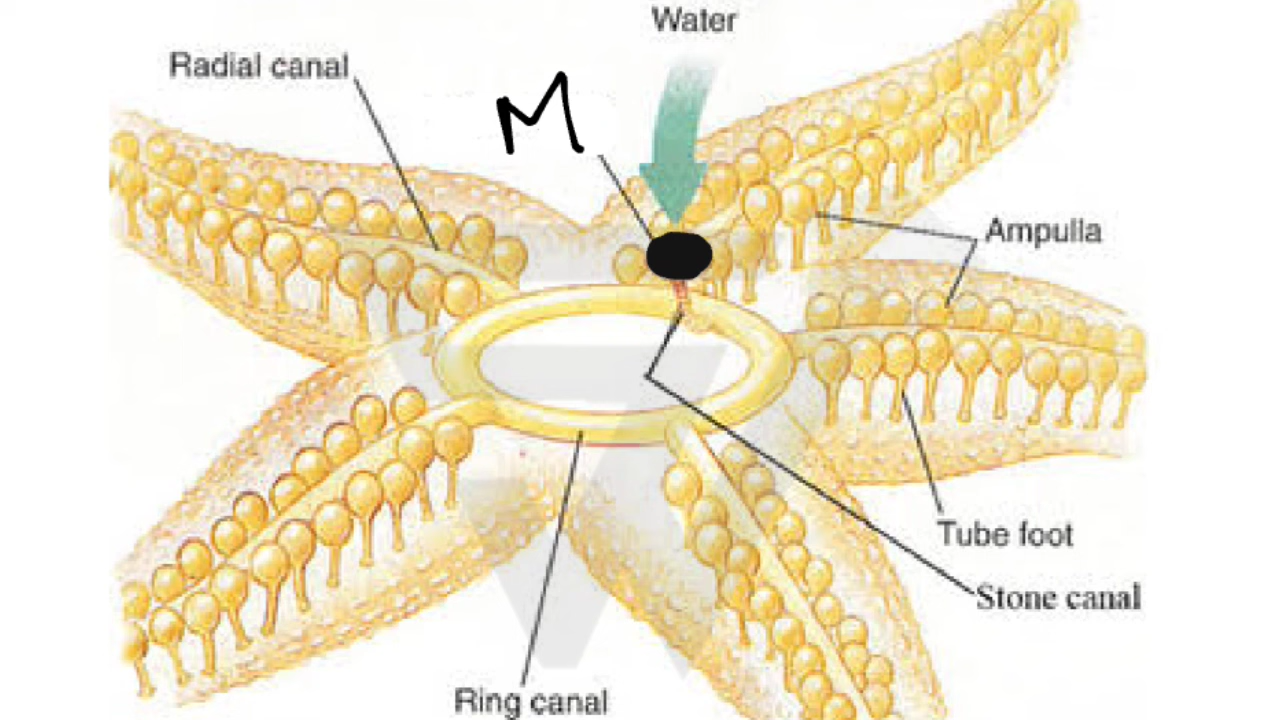 Water
Radial canal
M
Ampulla
Tube foot
Stone canal
Ring canal